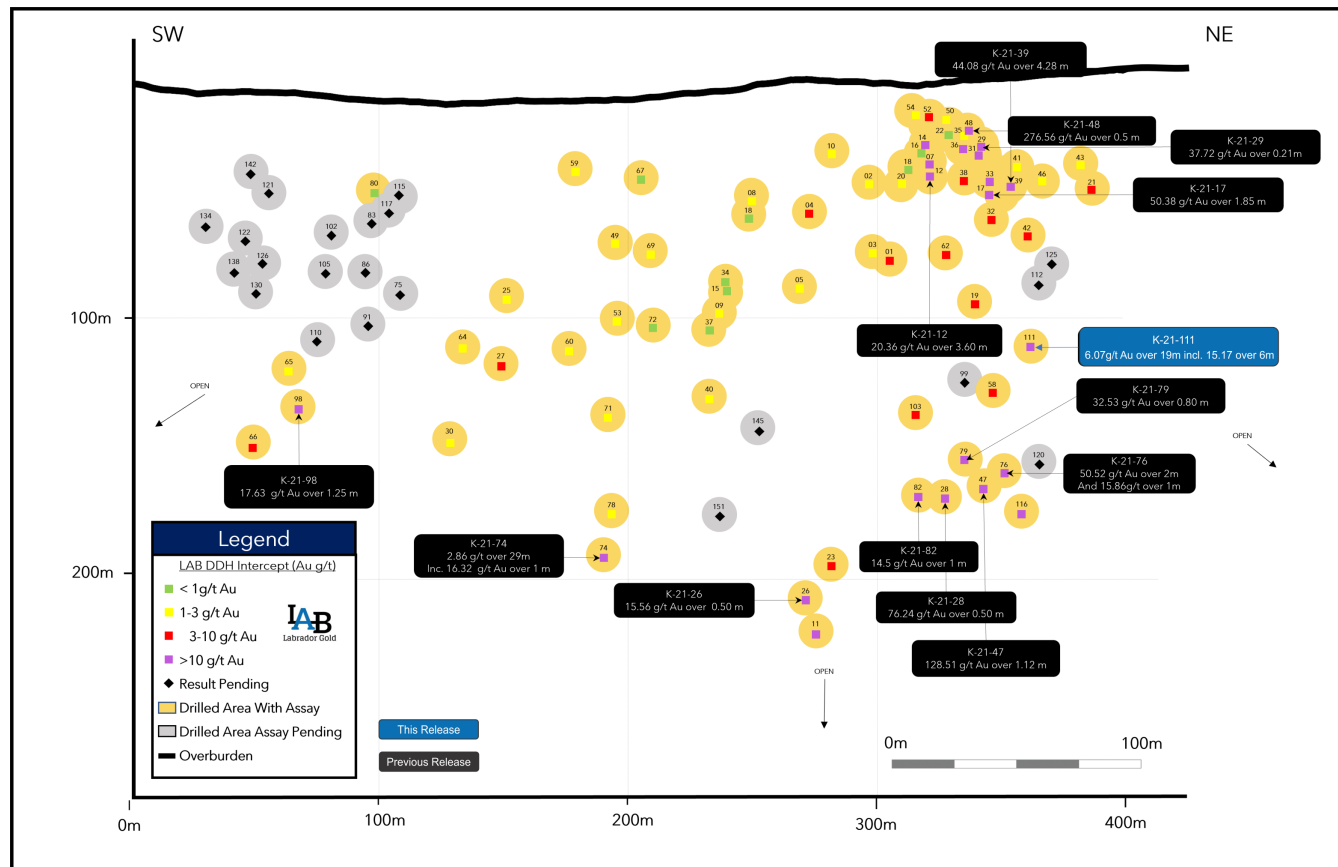 SW
NE
K-21-39
44.08 g/t Au over 4.28 m
K-21-48
276.56 g/t Au over 0.5 m
K-21-29
37.72 g/t Au over 0.21m
K-21-17
50.38 g/t Au over 1.85 m
54
52
50
48
22
35
14
29
16
36
31
07
18
12
38
33
41
43
10
02
20
17
39
46
21
59
67
08
18
04
32
42
142
121
80
115
117
134
122
102
83
126
138
105
86
130
75
110
91
49
69
03
01
62
125
112
34
15
05
25
09
19
53
72
37
100m
K-21-12
20.36 g/t Au over 3.60 m
111
K-21-111
6.07g/t Au over 19m incl. 15.17 over 6m
64
27
60
65
99
58
K-21-79
32.53 g/t Au over 0.80 m
OPEN
98
40
71
103
66
30
145
OPEN
79
76
120
K-21-76
50.52 g/t Au over 2m
And 15.86g/t over 1m
K-21-98
17.63 g/t Au over 1.25 m
82
28
47
116
78
151
K-21-74
2.86 g/t over 29m
Inc. 16.32 g/t Au over 1 m
74
23
K-21-82
14.5 g/t Au over 1 m
200m
K-21-26
15.56 g/t Au over 0.50 m
26
11
K-21-28
76.24 g/t Au over 0.50 m
K-21-47
128.51 g/t Au over 1.12 m
OPEN
Legend
LAB DDH Intercept (Au g/t)
< 1g/t Au
1-3 g/t Au
3-10 g/t Au
>10 g/t Au
Result Pending
Drilled Area With Assay
Drilled Area Assay Pending
Overburden
LAB
Labrador Gold
This Release
Previous Release
0m
100m
0m
100m
200m
300m
400m